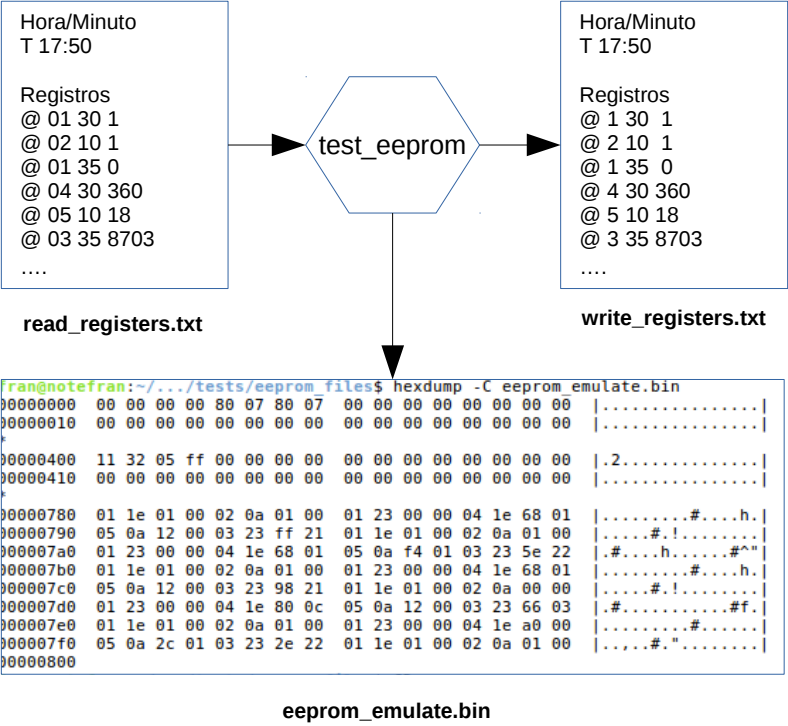 Hora/Minuto
T 17:50
Registros
@ 01 30 1
@ 02 10 1
@ 01 35 0
@ 04 30 360
@ 05 10 18
@ 03 35 8703
....
read_registers.txt
test_eeprom
Hora/Minuto
T 17:50
Registros
@ 1 30  1
@ 2 10  1
@ 1 35  0
@ 4 30 360
@ 5 10 18
@ 3 35 8703
....
write_registers.txt
fran@notefran:~/.../tests/eeprom_files$ hexdump -C eeprom_emulate.bin
00000000  00 00 00 00 80 07 80 07  00 00 00 00 00 00 00 00  |................|
00000010  00 00 00 00 00 00 00 00  00 00 00 00 00 00 00 00  |................|
*
00000400  11 32 05 ff 00 00 00 00  00 00 00 00 00 00 00 00  |.2..............|
00000410  00 00 00 00 00 00 00 00  00 00 00 00 00 00 00 00  |................|
*
00000780  01 1e 01 00 02 0a 01 00  01 23 00 00 04 1e 68 01  |.........#....h.|
00000790  05 0a 12 00 03 23 ff 21  01 1e 01 00 02 0a 01 00  |.....#.!........|
000007a0  01 23 00 00 04 1e 68 01  05 0a f4 01 03 23 5e 22  |.#....h......#^"|
000007b0  01 1e 01 00 02 0a 01 00  01 23 00 00 04 1e 68 01  |.........#....h.|
000007c0  05 0a 12 00 03 23 98 21  01 1e 01 00 02 0a 00 00  |.....#.!........|
000007d0  01 23 00 00 04 1e 80 0c  05 0a 12 00 03 23 66 03  |.#...........#f.|
000007e0  01 1e 01 00 02 0a 01 00  01 23 00 00 04 1e a0 00  |.........#......|
000007f0  05 0a 2c 01 03 23 2e 22  01 1e 01 00 02 0a 01 00  |..,..#."........|
00000800
eeprom_emulate.bin